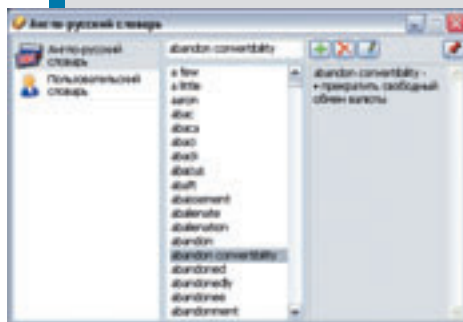 Англо-русский словарь
Англо-русский
словарь
Пользовательский
словарь
abandon convertibility
a few
a little
aaron
abac
abaca
abaci
aback
abacus
abaft
abasement
abalienate
abalienation
abandon
abandon convertibility
abandoned
abandonedly
abandonee
abandonment
abandon convertibility -
• прекратить свободный
обмен валюты